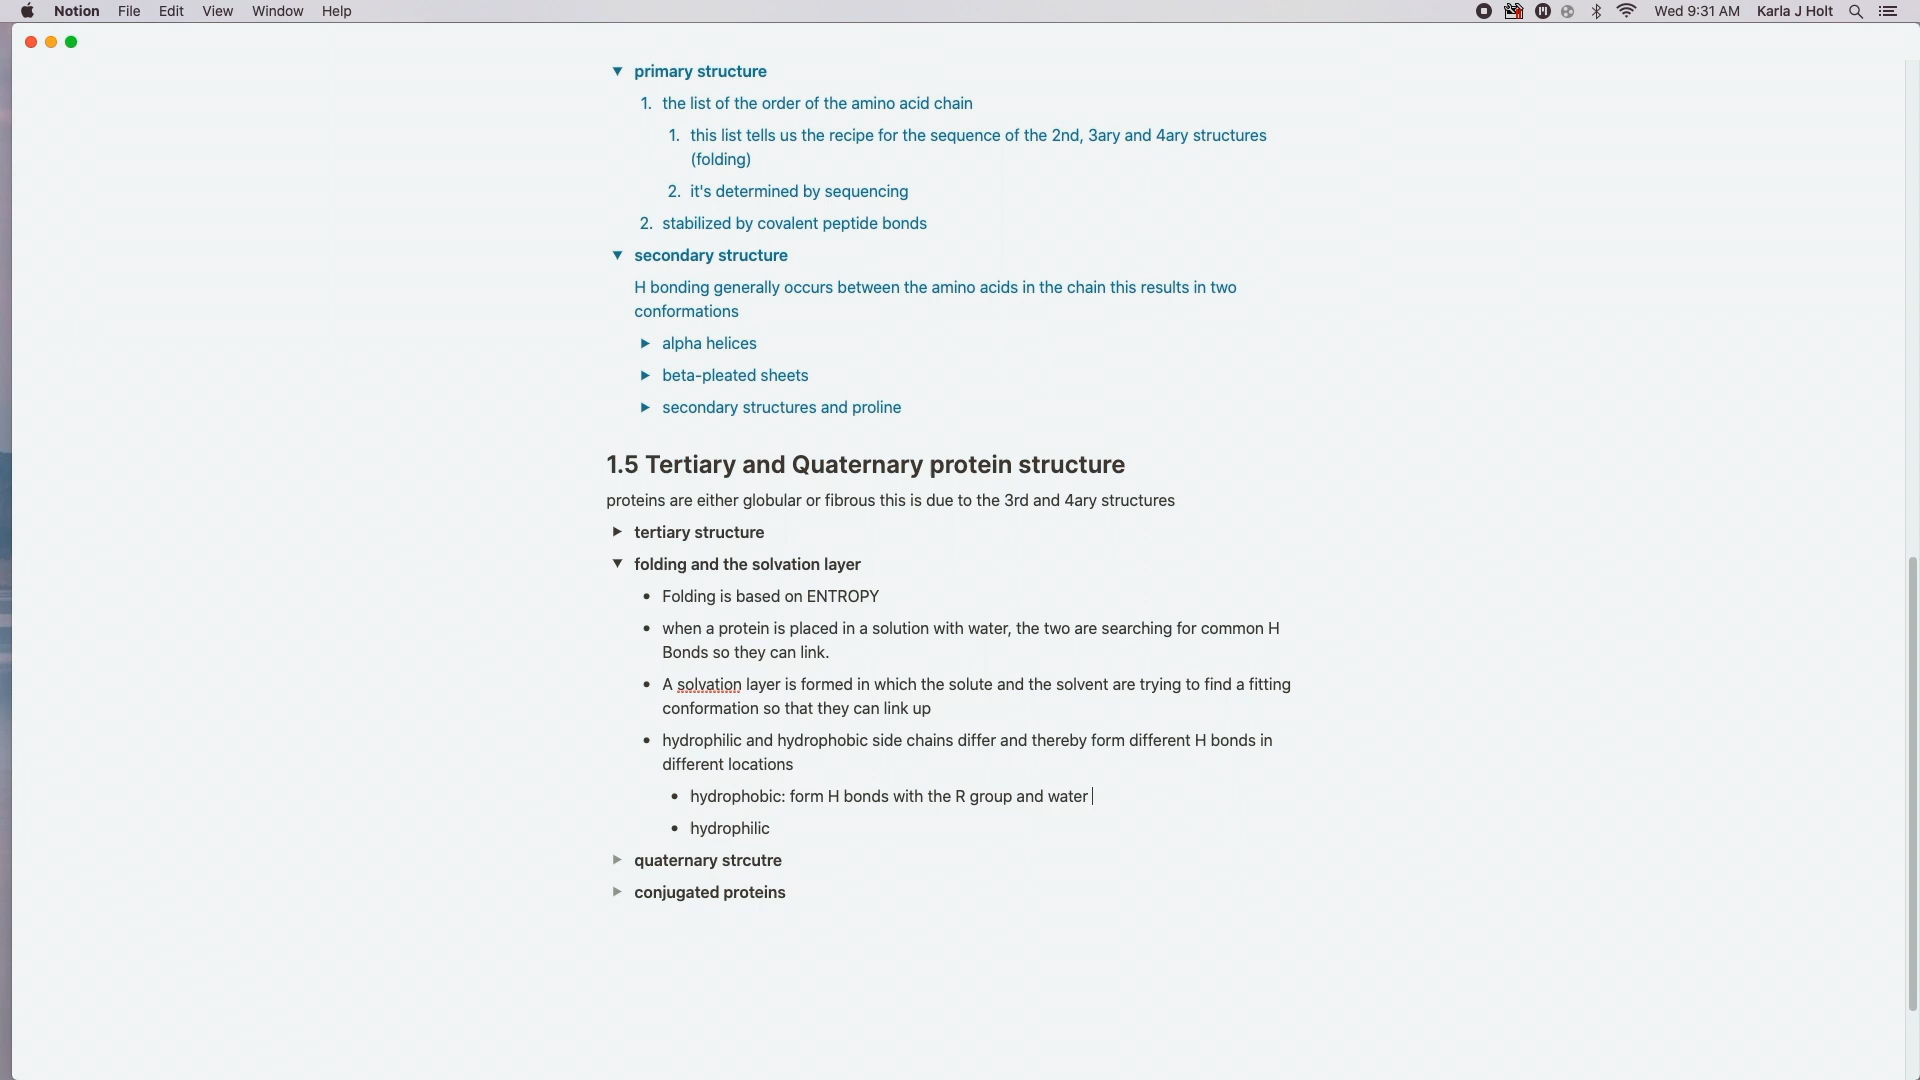 Notion File Edit View Window Help Wed 9:31 AM Karla J Holt
primary structure
1. the list of the order of the amino acid chain
1. this list tells us the recipe for the sequence of the 2nd, 3ary and 4ary structures
(folding)
2. it's determined by sequencing
2. stabilized by covalent peptide bonds
secondary structure
H bonding generally occurs between the amino acids in the chain this results in two
conformations
alpha helices
beta-pleated sheets
secondary structures and proline
1.5 Tertiary and Quaternary protein structure
proteins are either globular or fibrous this is due to the 3rd and 4ary structures
tertiary structure
folding and the solvation layer
• Folding is based on ENTROPY
• when a protein is placed in a solution with water, the two are searching for common H
Bonds so they can link.
• A solvation layer is formed in which the solute and the solvent are trying to find a fitting
conformation so that they can link up
• hydrophilic and hydrophobic side chains differ and thereby form different H bonds in
different locations
• hydrophobic: form H bonds with the R group and water
• hydrophilic
quaternary strcutre
conjugated proteins